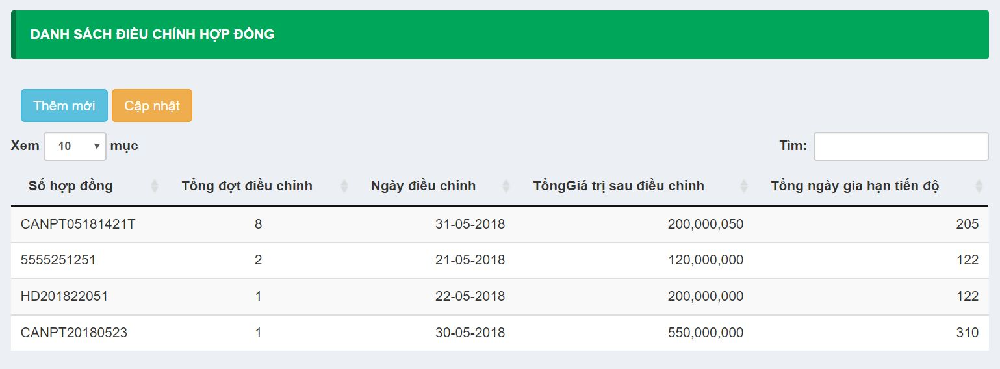 DANH SÁCH ĐIỀU CHỈNH HỢP ĐỒNG
Thêm mới Cập nhật
Xem 10 mục Tìm:
Số hợp đồng Tổng đợt điều chỉnh Ngày điều chỉnh TổngGiá trị sau điều chỉnh Tổng ngày gia hạn tiến độ
CANPT05181421T 8 31-05-2018 200,000,050 205
5555251251 2 21-05-2018 120,000,000 122
HD201822051 1 22-05-2018 200,000,000 122
CANPT20180523 1 30-05-2018 550,000,000 310